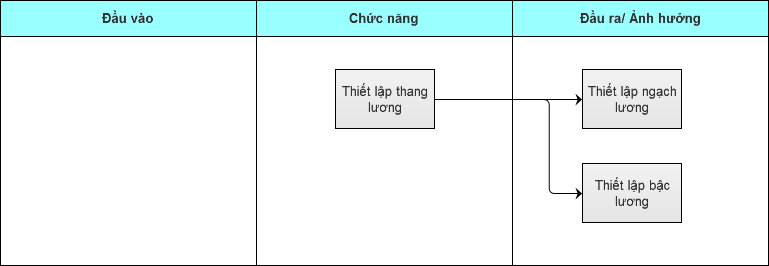 Đầu vào
Chức năng
Đầu ra/ Ảnh hưởng
Thiết lập thang
lương
Thiết lập ngạch
lương
Thiết lập bậc
lương